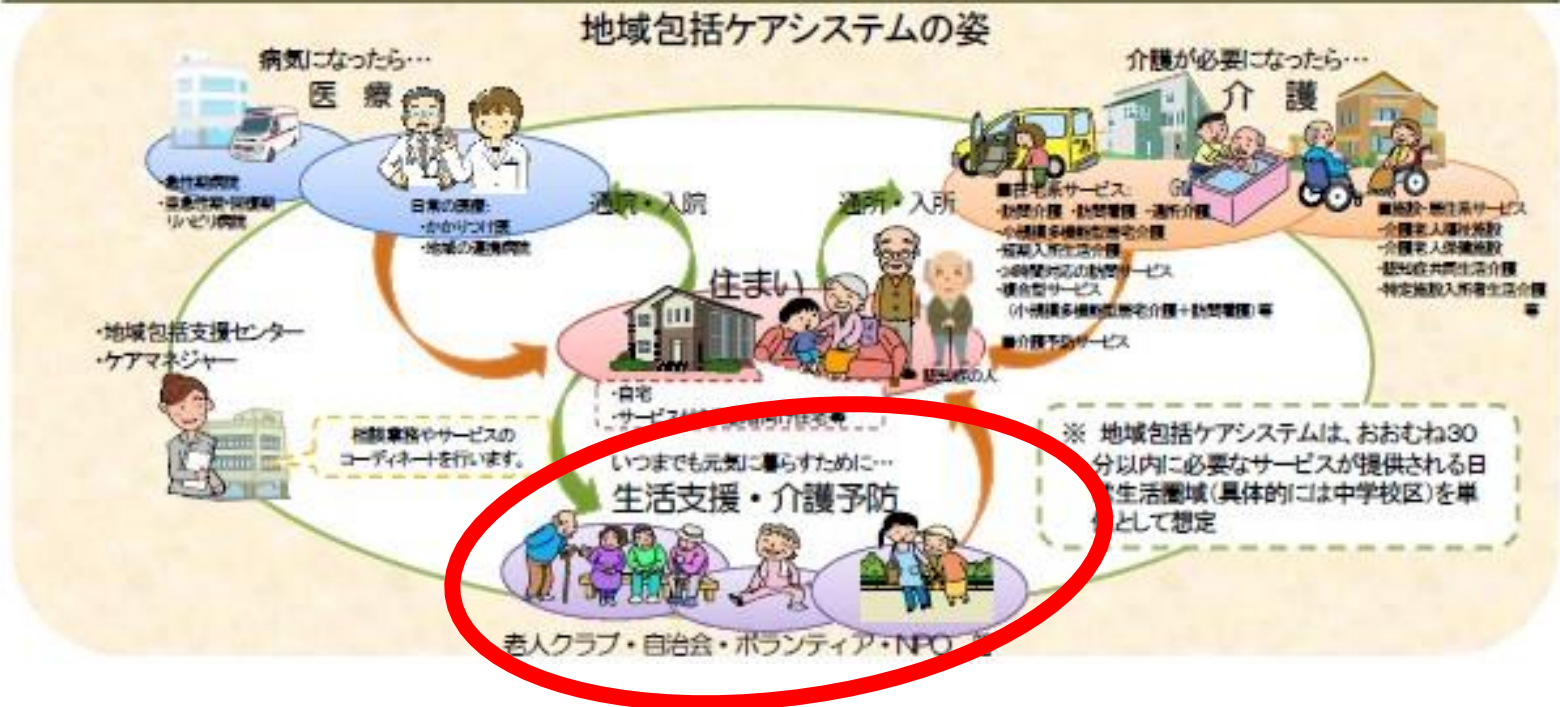 地域包括ケアシステムの姿
病気になったら…
医 療
・急性期病院
・亜急性期・回復期
リハビリ病院
日常の医療:
・かかりつけ医
・地域の連携病院
通院・入院
通所・入所
介護が必要になったら…
介 護
■在宅系サービス:
・訪問介護 ・訪問看護 ・通所介護
・小規模多機能型居宅介護
・短期入所生活介護
・24時間対応の訪問サービス
・複合型サービス
(小規模多機能型居宅介護+訪問看護)等
■介護予防サービス
■施設・居住系サービス
・介護老人福祉施設
・介護老人保健施設
・認知症共同生活介護
・特定施設入所者生活介護
等
住まい
認知症の人
・自宅
・サービス
・地域包括支援センター
・ケアマネジャー
相談業務やサービスの
コーディネートを行います。
いつまでも元気に暮らすために…
生活支援・介護予防
老人クラブ・自治会・ボランティア・NPO 等
※ 地域包括ケアシステムは、おおむね30
分以内に必要なサービスが提供される日
生活圏域(具体的には中学校区)を単
として想定